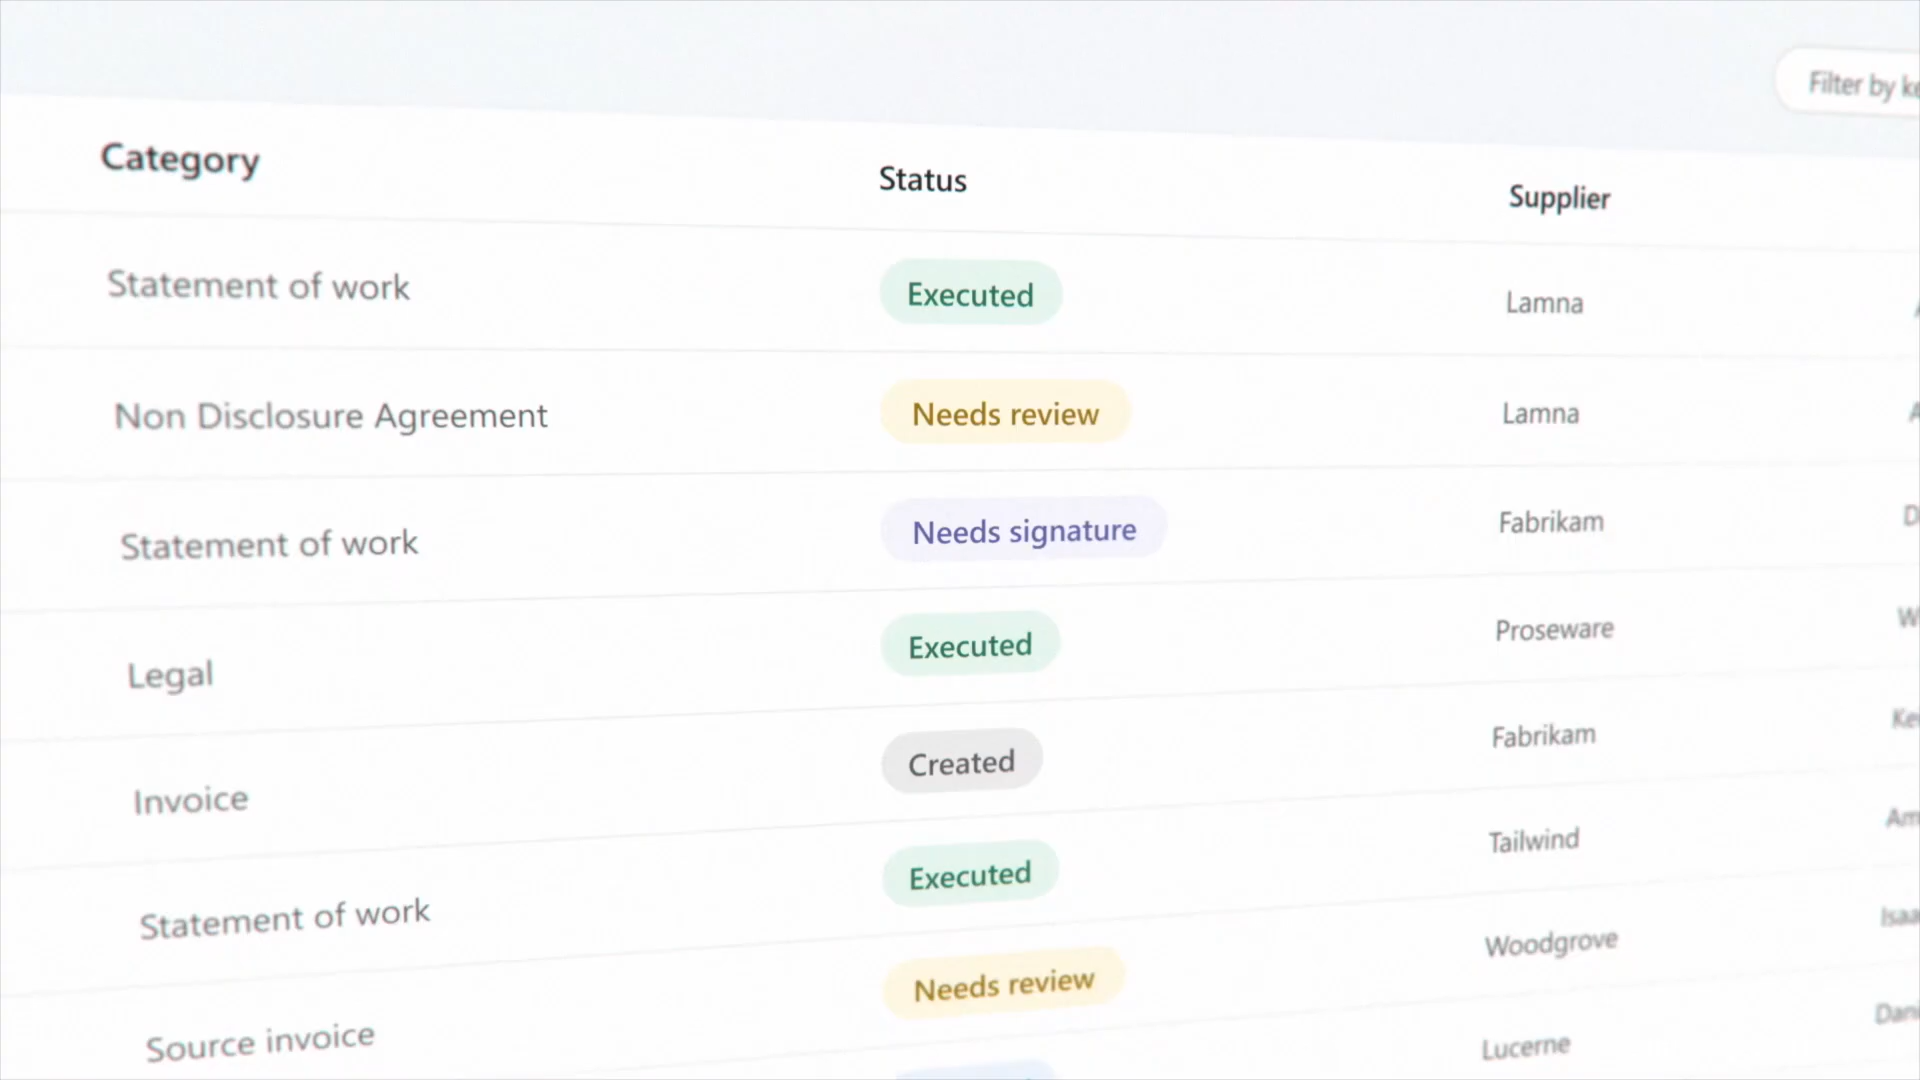 Filter by
Category Status Supplier
Statement of work Executed Lamna
Non Disclosure Agreement Needs review Lamna
Statement of work Needs signature Fabrikam
Legal Executed Proseware
Invoice Created Fabrikam
Statement of work Executed Tailwind
Source invoice Needs review Woodgrove
Lucerne